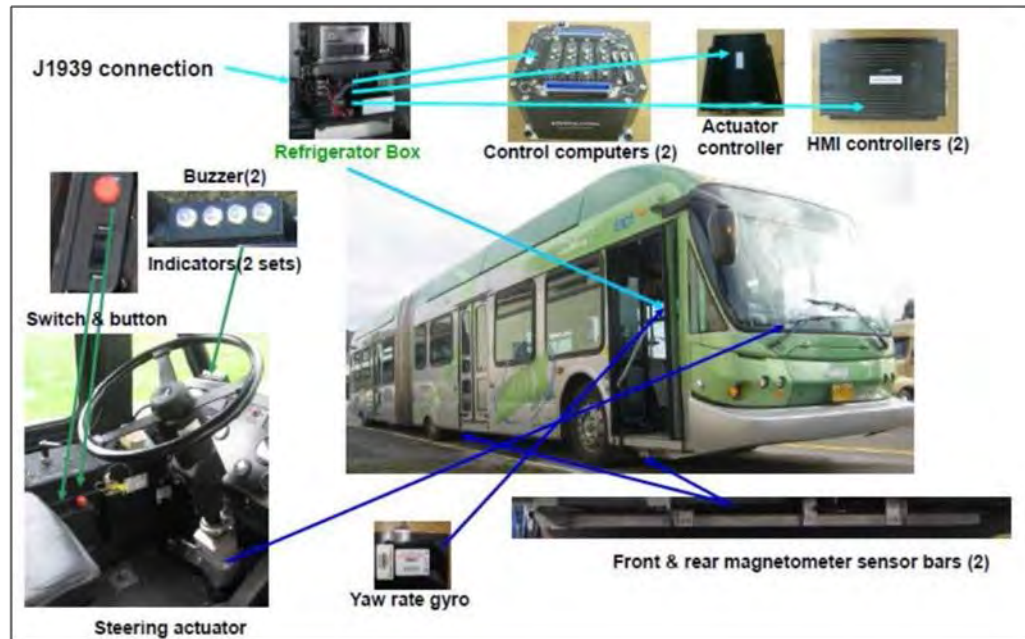 J1939 connection
Refrigerator Box
Control computers (2)
Actuator
controller
HMI controllers (2)
Buzzer(2)
Indicators(2 sets)
Switch & button
Front & rear magnetometer sensor bars (2)
Yaw rate gyro
Steering actuator